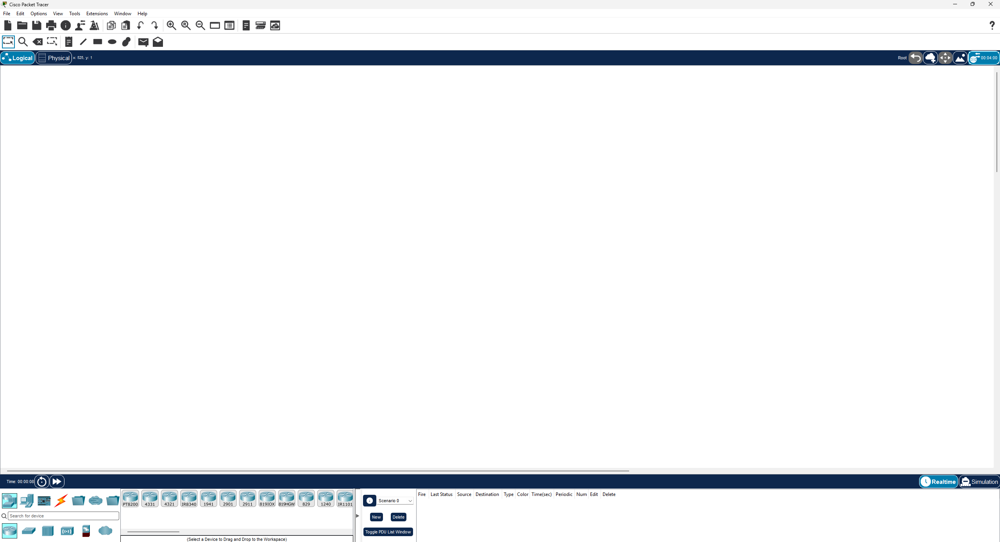 Cisco Packet Tracer
File Edit Options View Tools Extensions Window Help
Logical Physical x: 525, y: 1 Root 00:04:00
Time: 00:00:08 Realtime Simulation
PT8200 4331 4321 IR8340 1941 2901 2911 819IOX 819HGW 829 1240 IR1101
Search for device
(Select a Device to Drag and Drop to the Workspace)
Scenario 0
New Delete
Toggle PDU List Window
Fire Last Status Source Destination Type Color Time(sec) Periodic Num Edit Delete